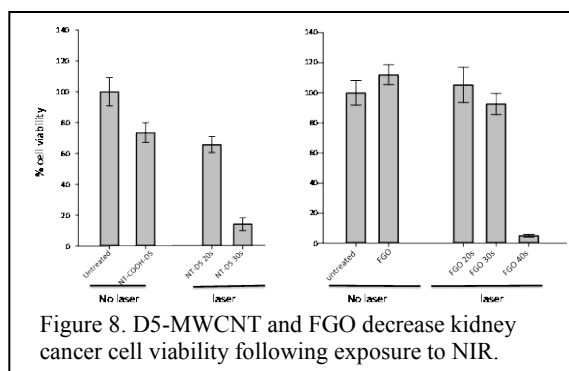 140
120
100
80
60
40
20
0
% cell viability
Untreated
NT-COOH-D5
NT-D5 20s
NT-D5 30s
No laser
laser
140
120
100
80
60
40
20
0
untreated
FGO
FGO 20s
FGO 30s
FGO 40s
No laser
laser
Figure 8. D5-MWCNT and FGO decrease kidney
cancer cell viability following exposure to NIR.